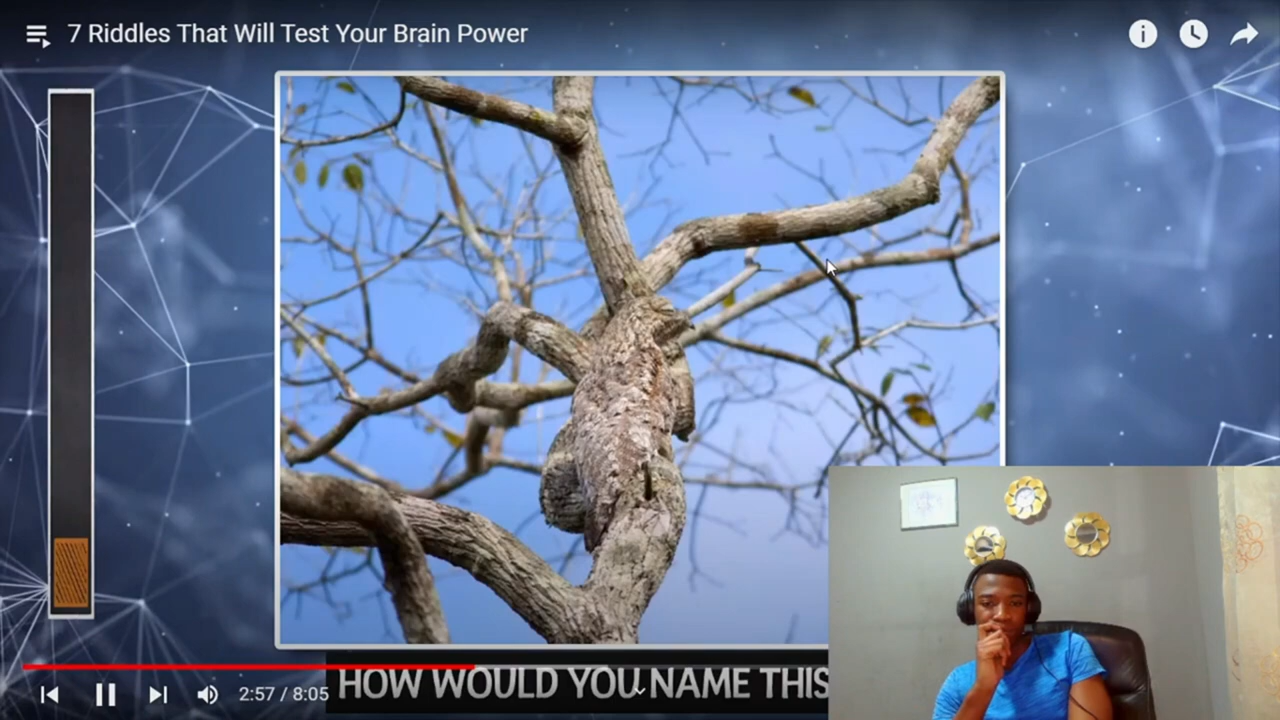 7 Riddles That Will Test Your Brain Power
2:57 / 8:05
HOW WOULD YOU NAME THIS